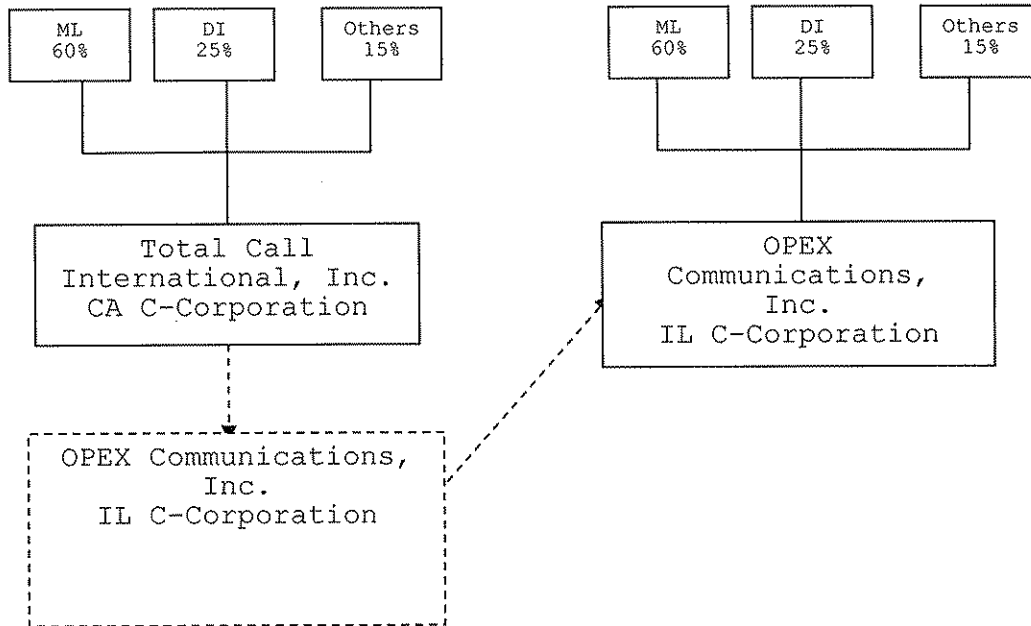 ML
60%
DI
25%
Others
15%
ML
60%
DI
25%
Others
15%
Total Call
International, Inc.
CA C-Corporation
OPEX
Communications,
Inc.
IL C-Corporation
OPEX Communications,
Inc.
IL C-Corporation